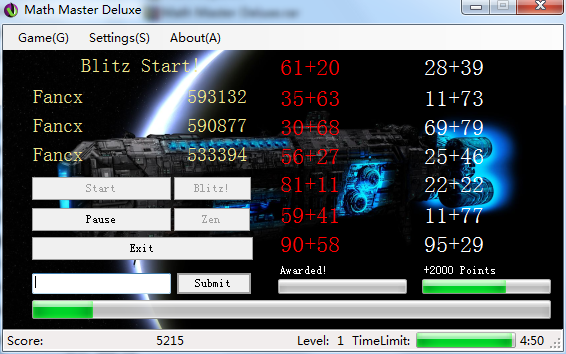 Math Master Deluxe
Game(G) Settings(S) About(A)
Blitz Start!
Fancx 593132
Fancx 590877
Fancx 533394
Start Blitz!
Pause Zen
Exit
Submit
61+20 28+39
35+63 11+73
30+68 69+79
56+27 25+46
81+11 22+22
59+41 11+77
90+58 95+29
Awarded! +2000 Points
Score: 5215 Level: 1 TimeLimit: 4:50